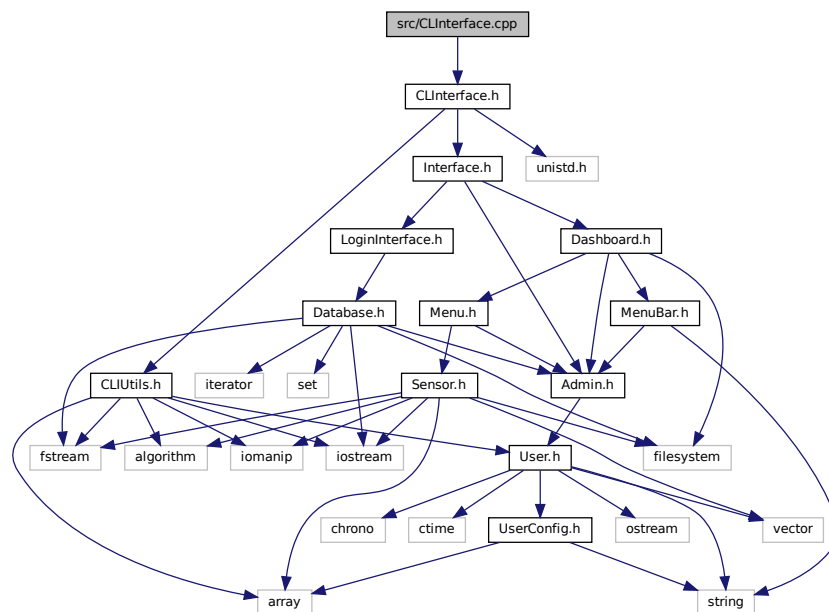 src/CLInterface.cpp
CLInterface.h
Interface.h
unistd.h
LoginInterface.h
Dashboard.h
Database.h
Menu.h
MenuBar.h
CLIUtils.h
iterator
set
Sensor.h
Admin.h
fstream
algorithm
iomanip
iostream
User.h
filesystem
chrono
ctime
UserConfig.h
ostream
vector
array
string